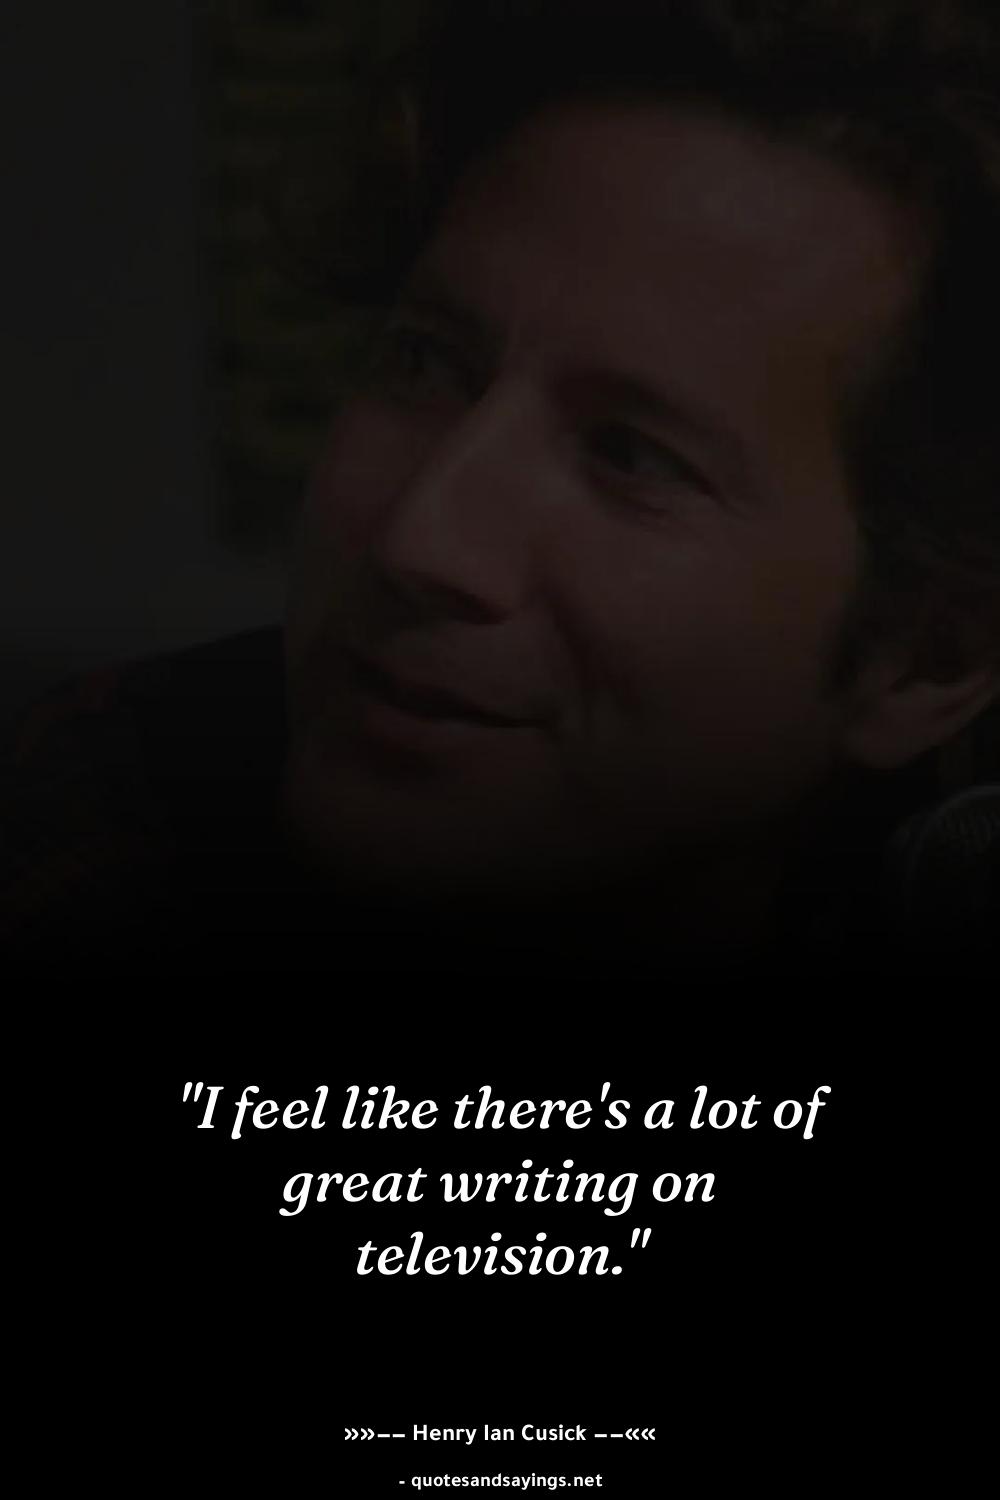 "I feel like there's a lot of
great writing on
television."
»»–– Henry Ian Cusick ––««
- quotesandsayings.net